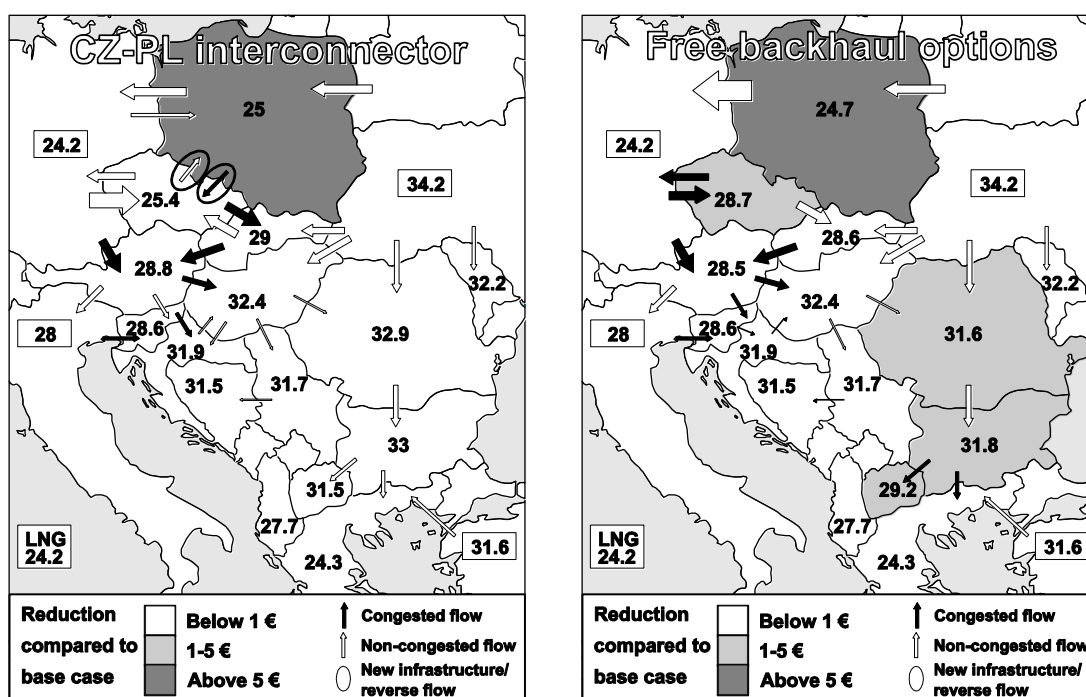 CZ-PL interconnector
25
24.2
34.2
25.4
29
28.8
32.2
32.4
28
28.6
32.9
31.9
31.5
31.7
33
31.5
27.7
LNG
24.2
31.6
24.3
Reduction
compared to
base case
Below 1 €
1-5 €
Above 5 €
Congested flow
Non-congested flow
New infrastructure/
reverse flow
Free backhaul options
24.7
24.2
34.2
28.7
28.6
28.5
32.2
32.4
28
28.6
31.6
31.9
31.5
31.7
31.8
29.2
27.7
LNG
24.2
31.6
24.3
Reduction
compared to
base case
Below 1 €
1-5 €
Above 5 €
Congested flow
Non-congested flow
New infrastructure/
reverse flow